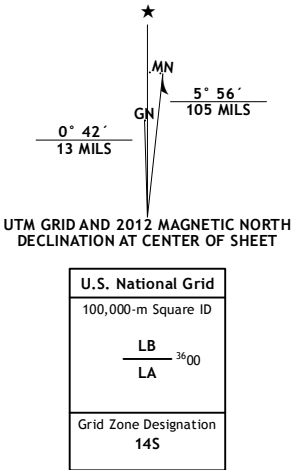 ★
MN
GN
5° 56´
105 MILS
0° 42´
13 MILS
UTM GRID AND 2012 MAGNETIC NORTH
DECLINATION AT CENTER OF SHEET
U.S. National Grid
100,000-m Square ID
LB
3600
LA
Grid Zone Designation
14S